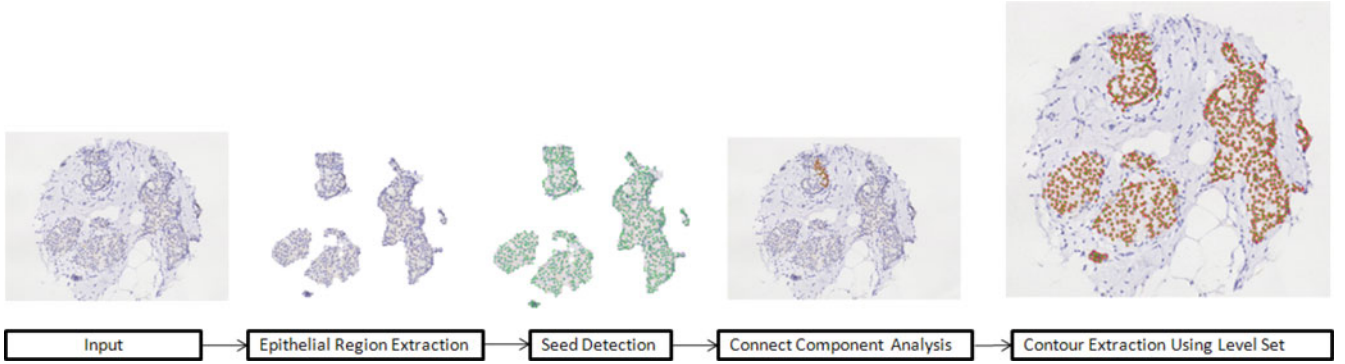 Input
Epithelial Region Extraction
Seed Detection
Connect Component Analysis
Contour Extraction Using Level Set